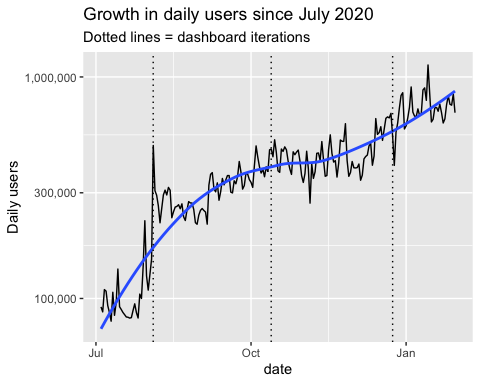 Growth in daily users since July 2020
Dotted lines = dashboard iterations
1,000,000
300,000
100,000
Daily users
Jul
Oct
Jan
date